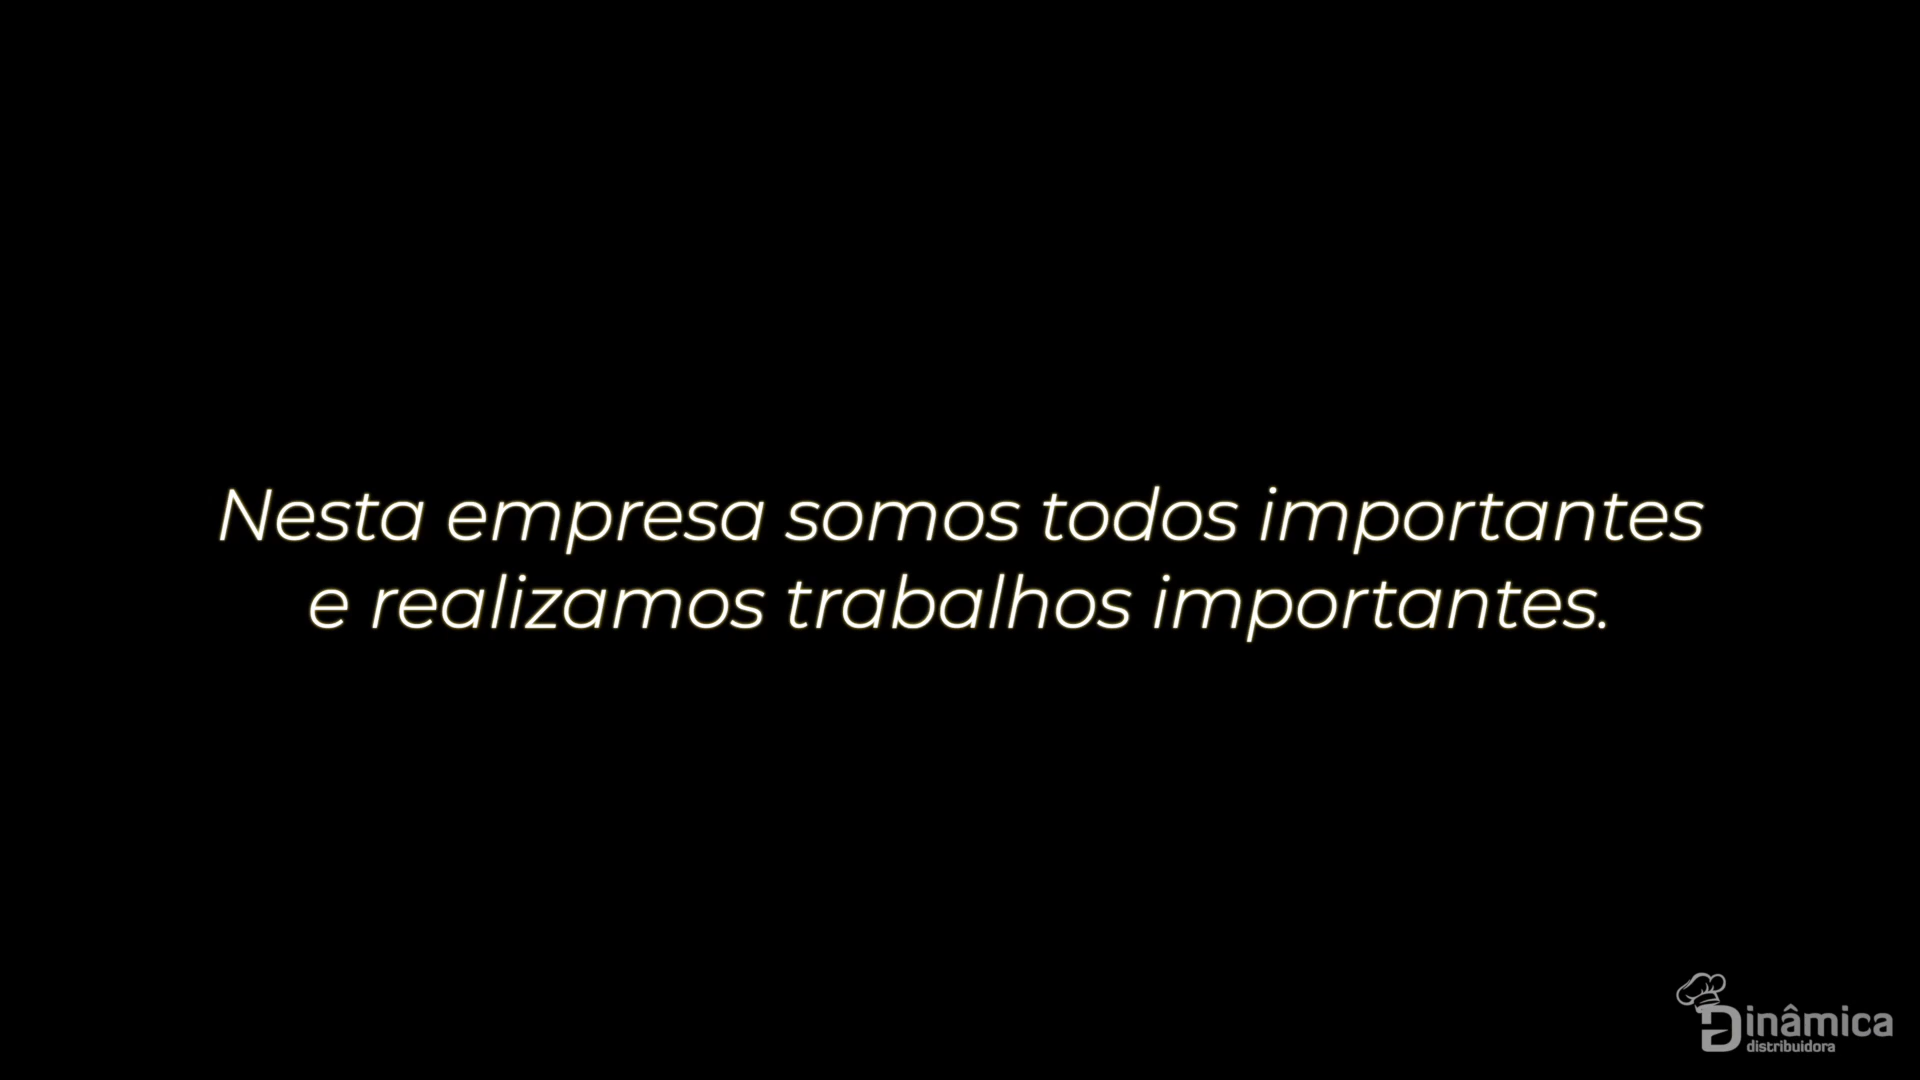 Nesta empresa somos todos importantes
e realizamos trabalhos importantes.
Dinâmica
distribuidora